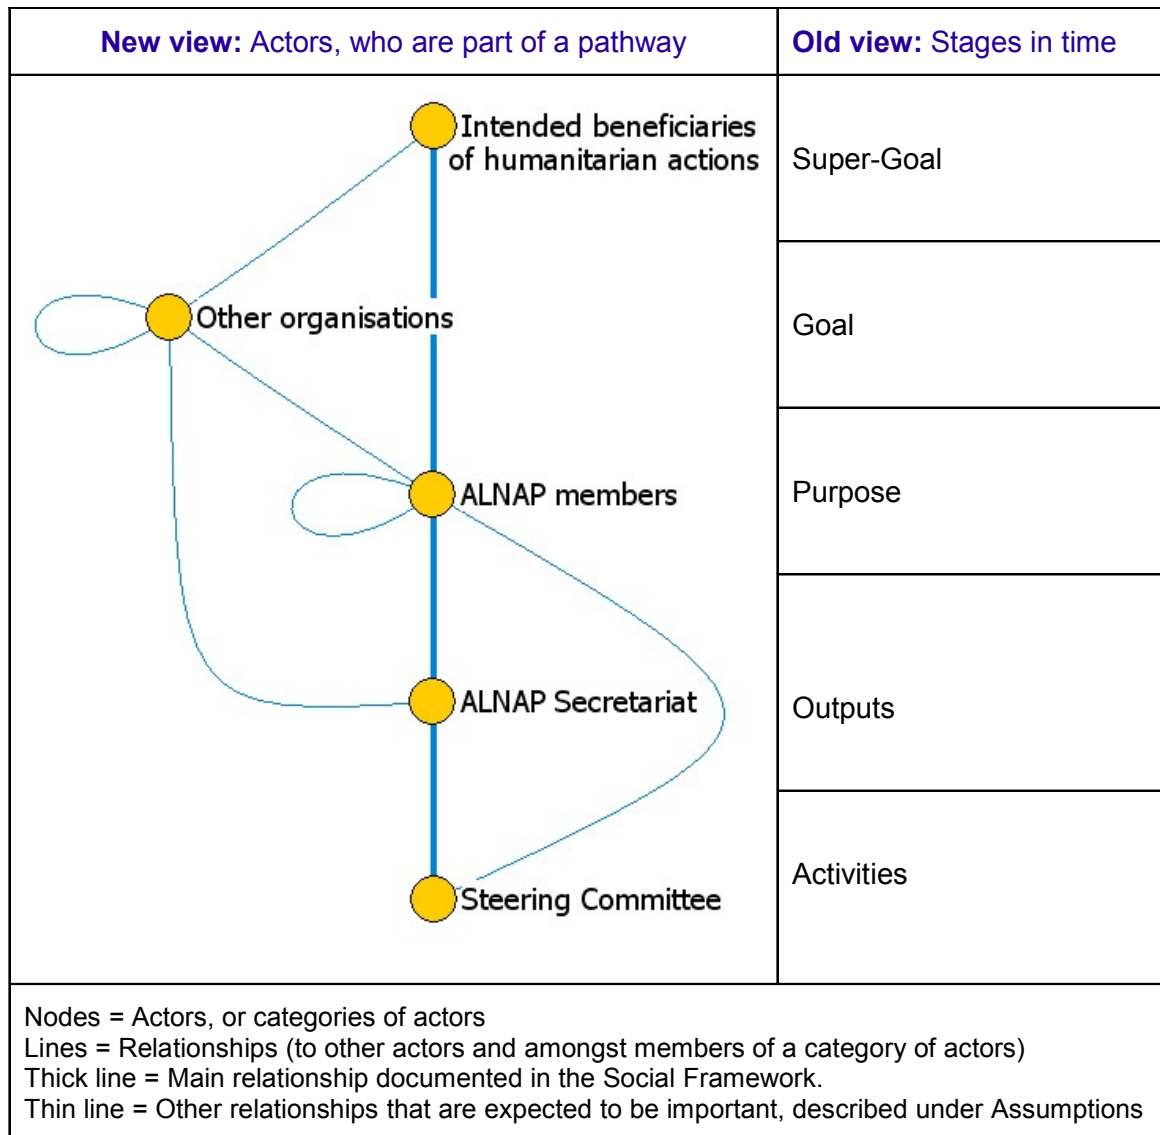 New view: Actors, who are part of a pathway
Old view: Stages in time
Intended beneficiaries
of humanitarian actions
Super-Goal
Other organisations
Goal
ALNAP members
Purpose
ALNAP Secretariat
Outputs
Steering Committee
Activities
Nodes = Actors, or categories of actors
Lines = Relationships (to other actors and amongst members of a category of actors)
Thick line = Main relationship documented in the Social Framework.
Thin line = Other relationships that are expected to be important, described under Assumptions